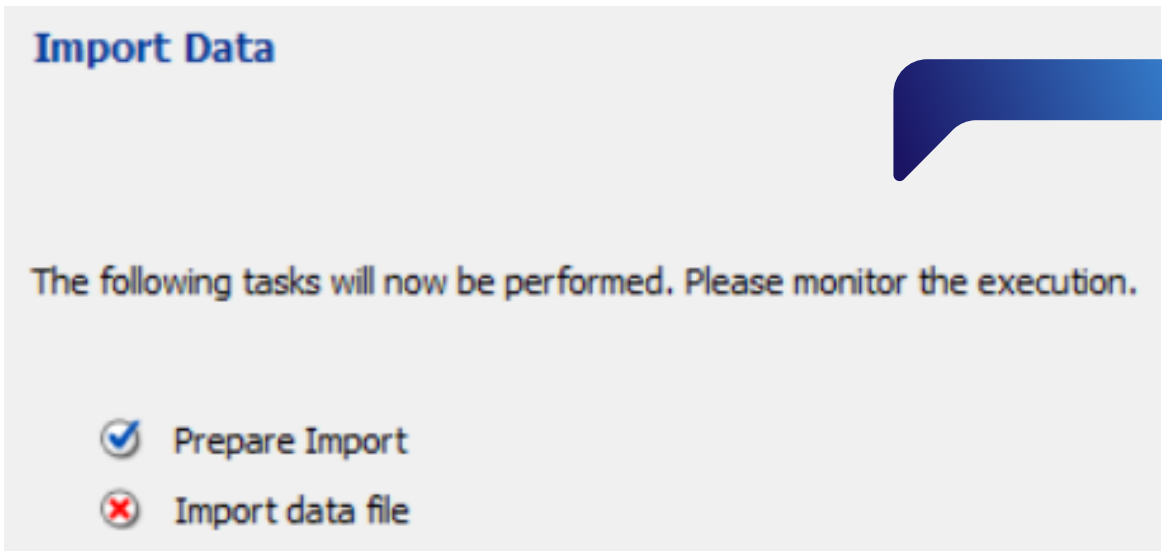 Import Data
The following tasks will now be performed. Please monitor the execution.
Prepare Import
Import data file